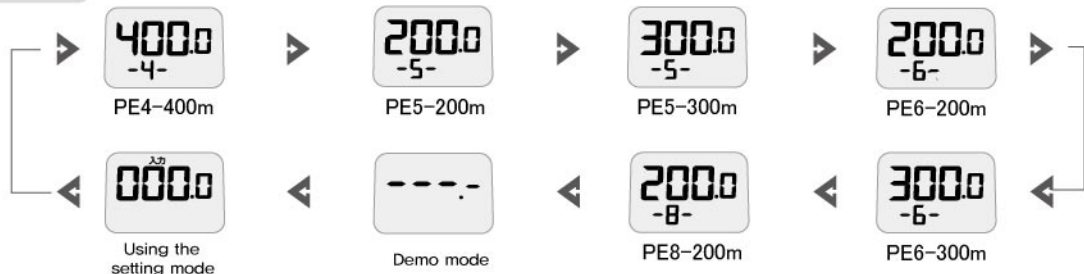 400.0
-4-
PE4-400m
200.0
-5-
PE5-200m
300.0
-5-
PE5-300m
200.0
-6-
PE6-200m
入力
000.0
Using the
setting mode
---.-
Demo mode
200.0
-8-
PE8-200m
300.0
-6-
PE6-300m